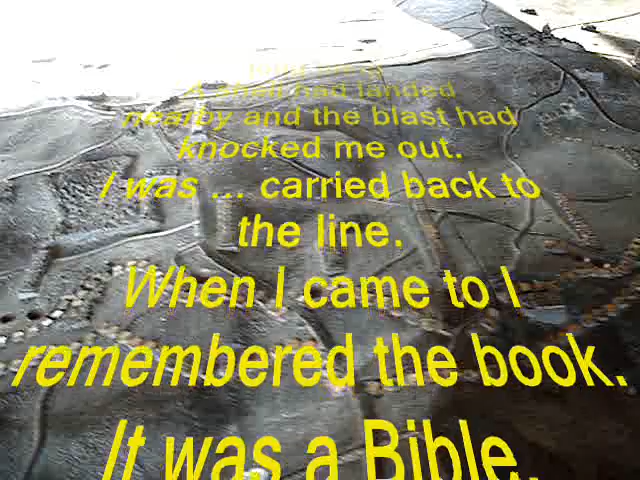 A shell had landed
nearby and the blast had
knocked me out.
I was ... carried back to
the line.
When I came to I
remembered the book.
It was a Bible.